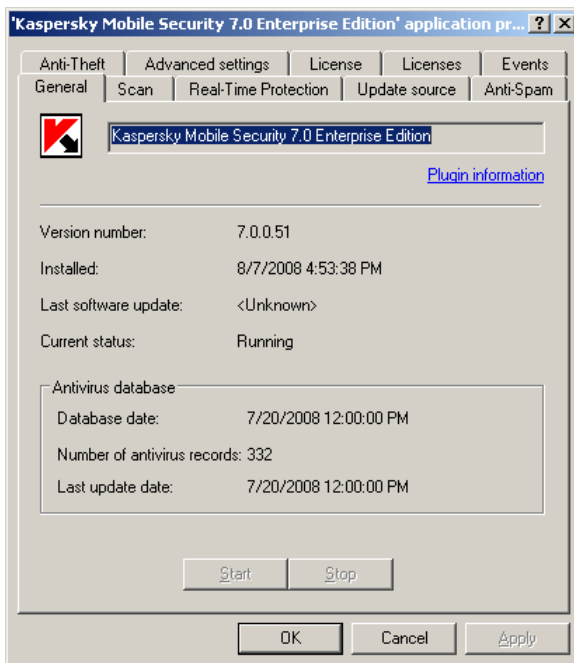 'Kaspersky Mobile Security 7.0 Enterprise Edition' application pr...
Anti-Theft Advanced settings License Licenses Events
General Scan Real-Time Protection Update source Anti-Spam
Kaspersky Mobile Security 7.0 Enterprise Edition
Plugin information
Version number: 7.0.0.51
Installed: 8/7/2008 4:53:38 PM
Last software update: <Unknown>
Current status: Running
Antivirus database
Database date: 7/20/2008 12:00:00 PM
Number of antivirus records: 332
Last update date: 7/20/2008 12:00:00 PM
Start Stop
OK Cancel Apply